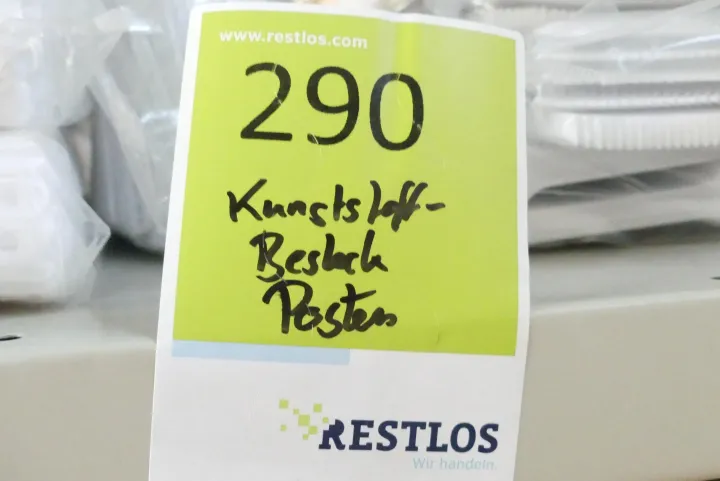 www.restlos.com
290
Kunststoff-
Besteck
Posten
RESTLOS
Wir handeln.